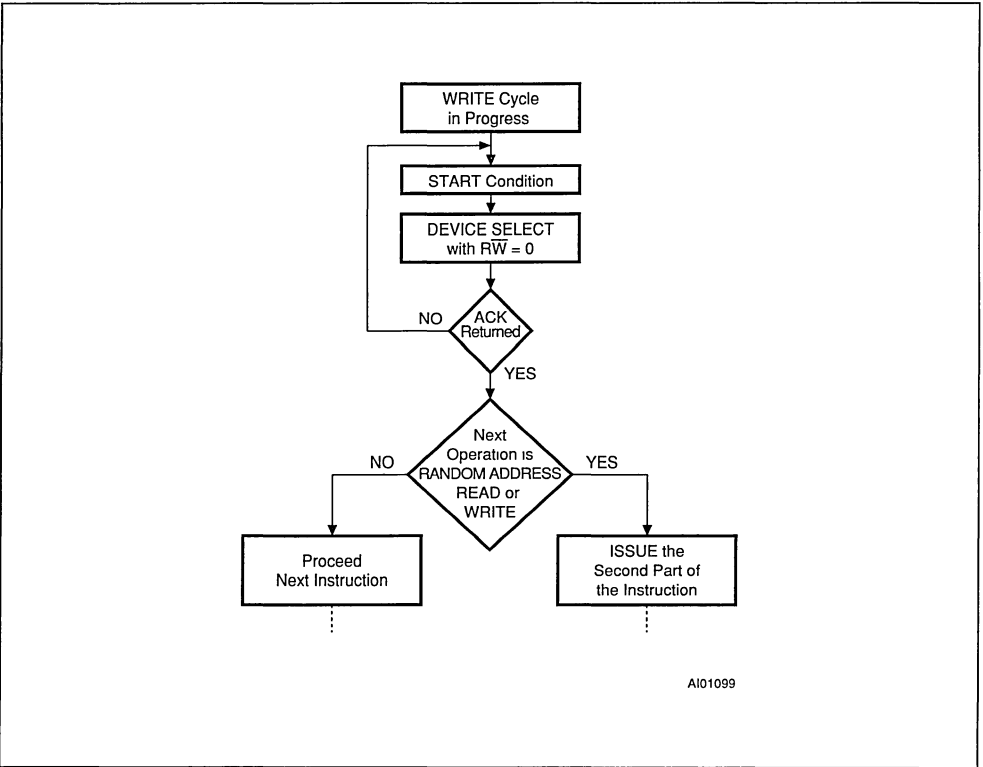 WRITE Cycle
in Progress
START Condition
DEVICE SELECT
with RW̅ = 0
NO
ACK
Returned
YES
Next
Operation is
RANDOM ADDRESS
READ or
WRITE
NO
YES
Proceed
Next Instruction
ISSUE the
Second Part of
the Instruction
AI01099